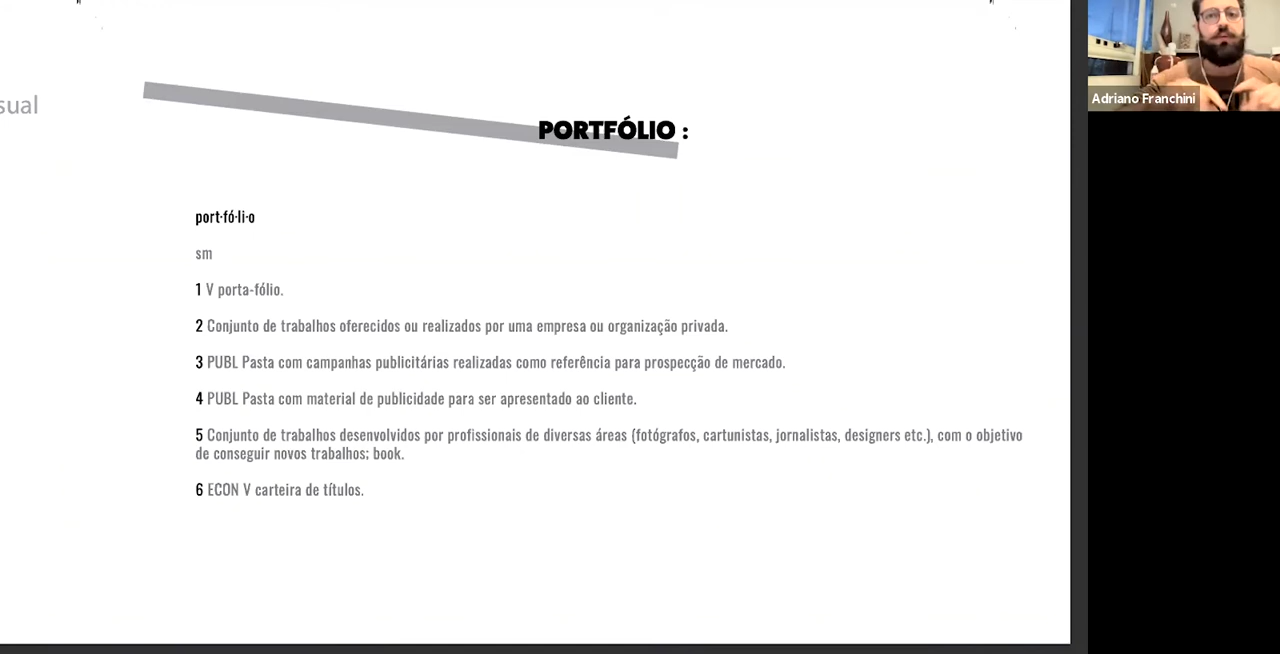 sual
PORTFÓLIO :
port·fó·li·o
sm
1 V porta-fólio.
2 Conjunto de trabalhos oferecidos ou realizados por uma empresa ou organização privada.
3 PUBL Pasta com campanhas publicitárias realizadas como referência para prospecção de mercado.
4 PUBL Pasta com material de publicidade para ser apresentado ao cliente.
5 Conjunto de trabalhos desenvolvidos por profissionais de diversas áreas (fotógrafos, cartunistas, jornalistas, designers etc.), com o objetivo
de conseguir novos trabalhos; book.
6 ECON V carteira de títulos.
Adriano Franchini